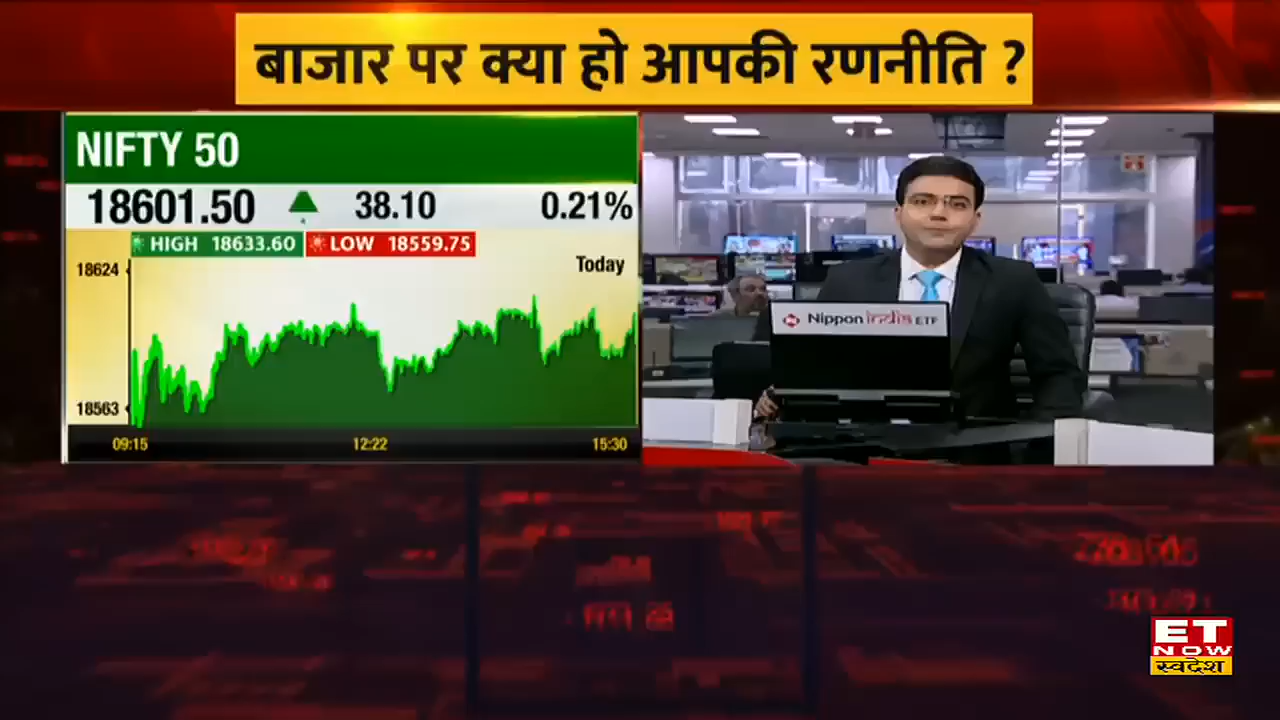 बाजार पर क्या हो आपकी रणनीति ?
NIFTY 50
18601.50 38.10 0.21%
HIGH 18633.60 LOW 18559.75
Today
18624
18563
09:15 12:22 15:30
Nippon india ETF
ET
NOW
स्वदेश